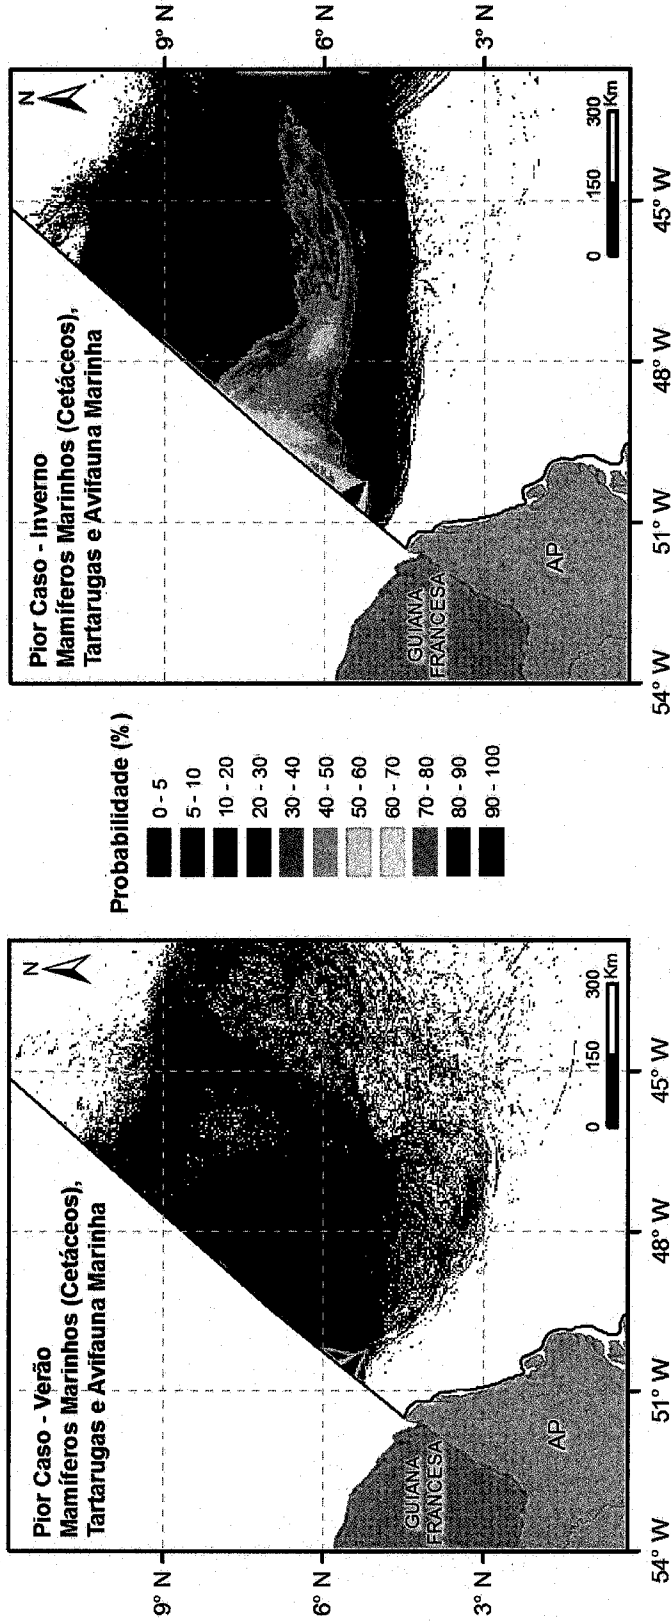 Pior Caso - Verão
Mamíferos Marinhos (Cetáceos),
Tartarugas e Avifauna Marinha
N
9° N
6° N
3° N
GUIANA
FRANCESA
AP
0 150 300
Km
54° W 51° W 48° W 45° W
Probabilidade (%)
0 - 5
5 - 10
10 - 20
20 - 30
30 - 40
40 - 50
50 - 60
60 - 70
70 - 80
80 - 90
90 - 100
Pior Caso - Inverno
Mamíferos Marinhos (Cetáceos),
Tartarugas e Avifauna Marinha
N
9° N
6° N
3° N
GUIANA
FRANCESA
AP
0 150 300
Km
54° W 51° W 48° W 45° W